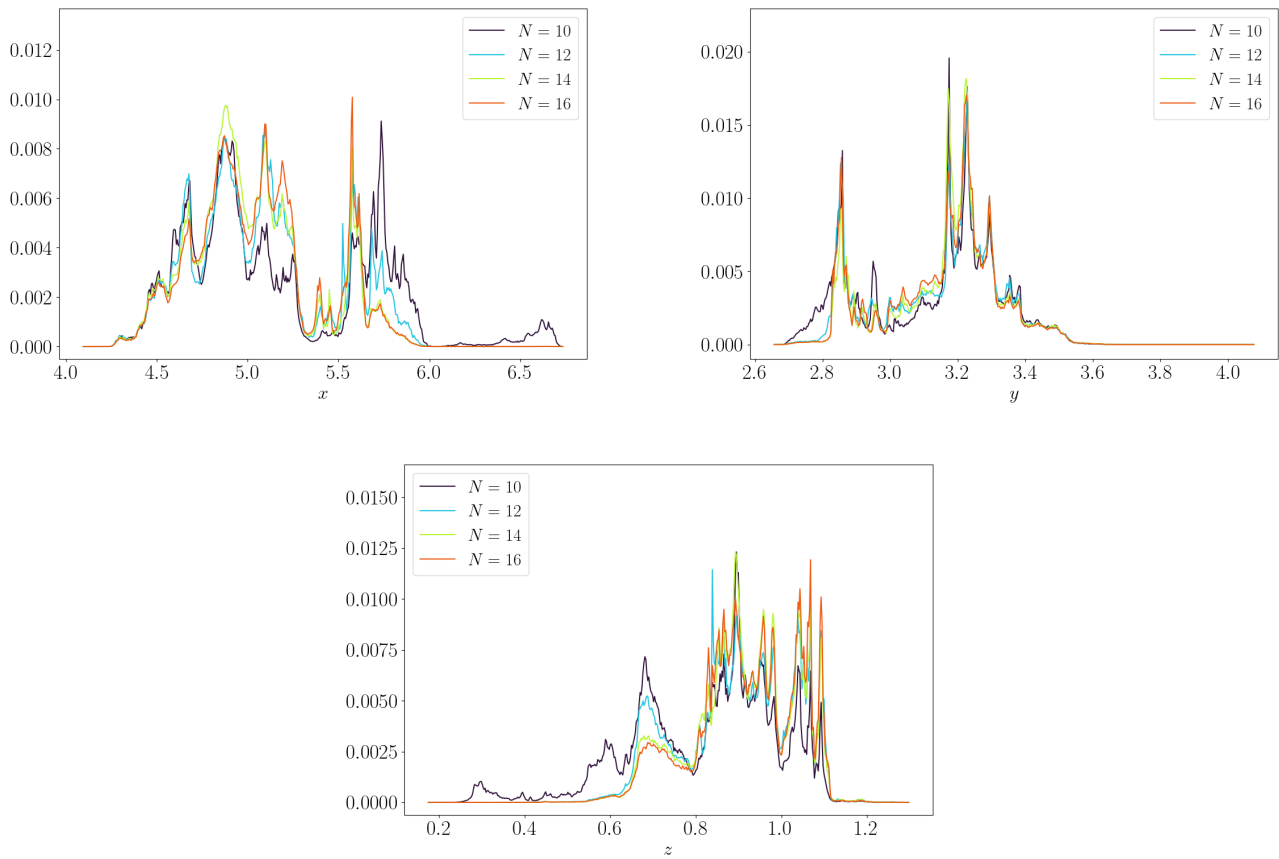 0.012
0.010
0.008
0.006
0.004
0.002
0.000
4.0 4.5 5.0 5.5 6.0 6.5
x
N = 10
N = 12
N = 14
N = 16
0.020
0.015
0.010
0.005
0.000
2.6 2.8 3.0 3.2 3.4 3.6 3.8 4.0
y
N = 10
N = 12
N = 14
N = 16
0.0150
0.0125
0.0100
0.0075
0.0050
0.0025
0.0000
0.2 0.4 0.6 0.8 1.0 1.2
z
N = 10
N = 12
N = 14
N = 16